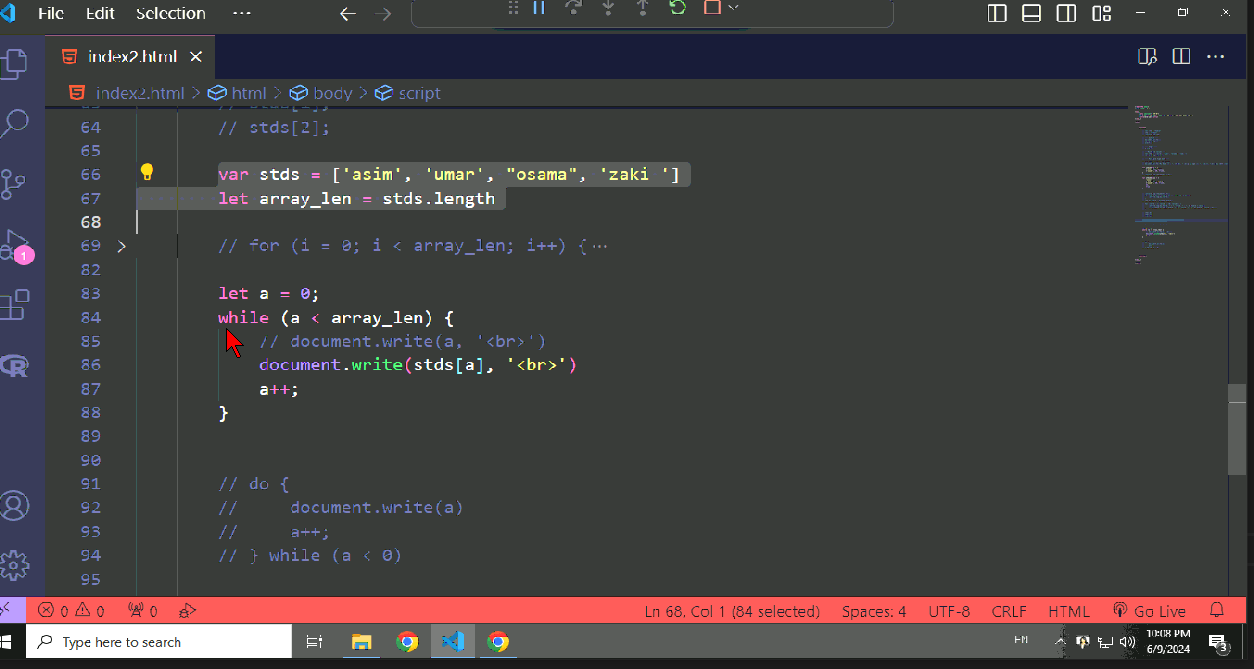 File Edit Selection ···
index2.html
index2.html > html > body > script
64 // stds[2];
65
66 var stds = ['asim', 'umar', "osama", 'zaki ']
67 let array_len = stds.length
68
69 // for (i = 0; i < array_len; i++) {···
82
83 let a = 0;
84 while (a < array_len) {
85 // document.write(a, '<br>')
86 document.write(stds[a], '<br>')
87 a++;
88 }
89
90
91 // do {
92 // document.write(a)
93 // a++;
94 // } while (a < 0)
95
1
0 0 0 Ln 68, Col 1 (84 selected) Spaces: 4 UTF-8 CRLF HTML Go Live
Type here to search
10:08 PM
6/9/2024
3